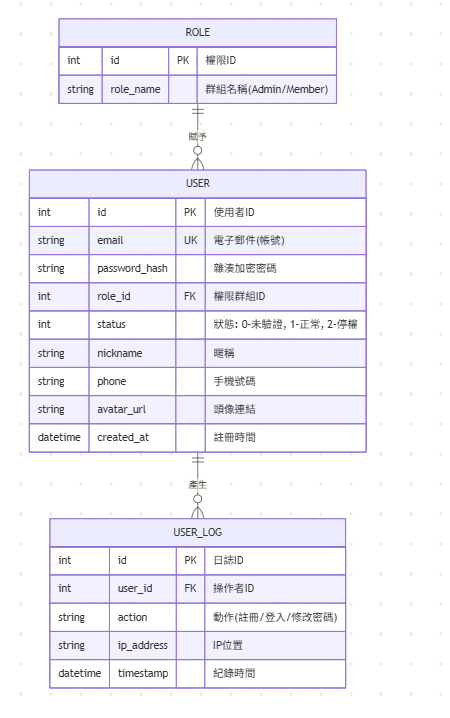 ROLE
int id PK 權限ID
string role_name 群組名稱(Admin/Member)
賦予
USER
int id PK 使用者ID
string email UK 電子郵件(帳號)
string password_hash 雜湊加密密碼
int role_id FK 權限群組ID
int status 狀態: 0-未驗證, 1-正常, 2-停權
string nickname 暱稱
string phone 手機號碼
string avatar_url 頭像連結
datetime created_at 註冊時間
產生
USER_LOG
int id PK 日誌ID
int user_id FK 操作者ID
string action 動作(註冊/登入/修改密碼)
string ip_address IP位置
datetime timestamp 紀錄時間